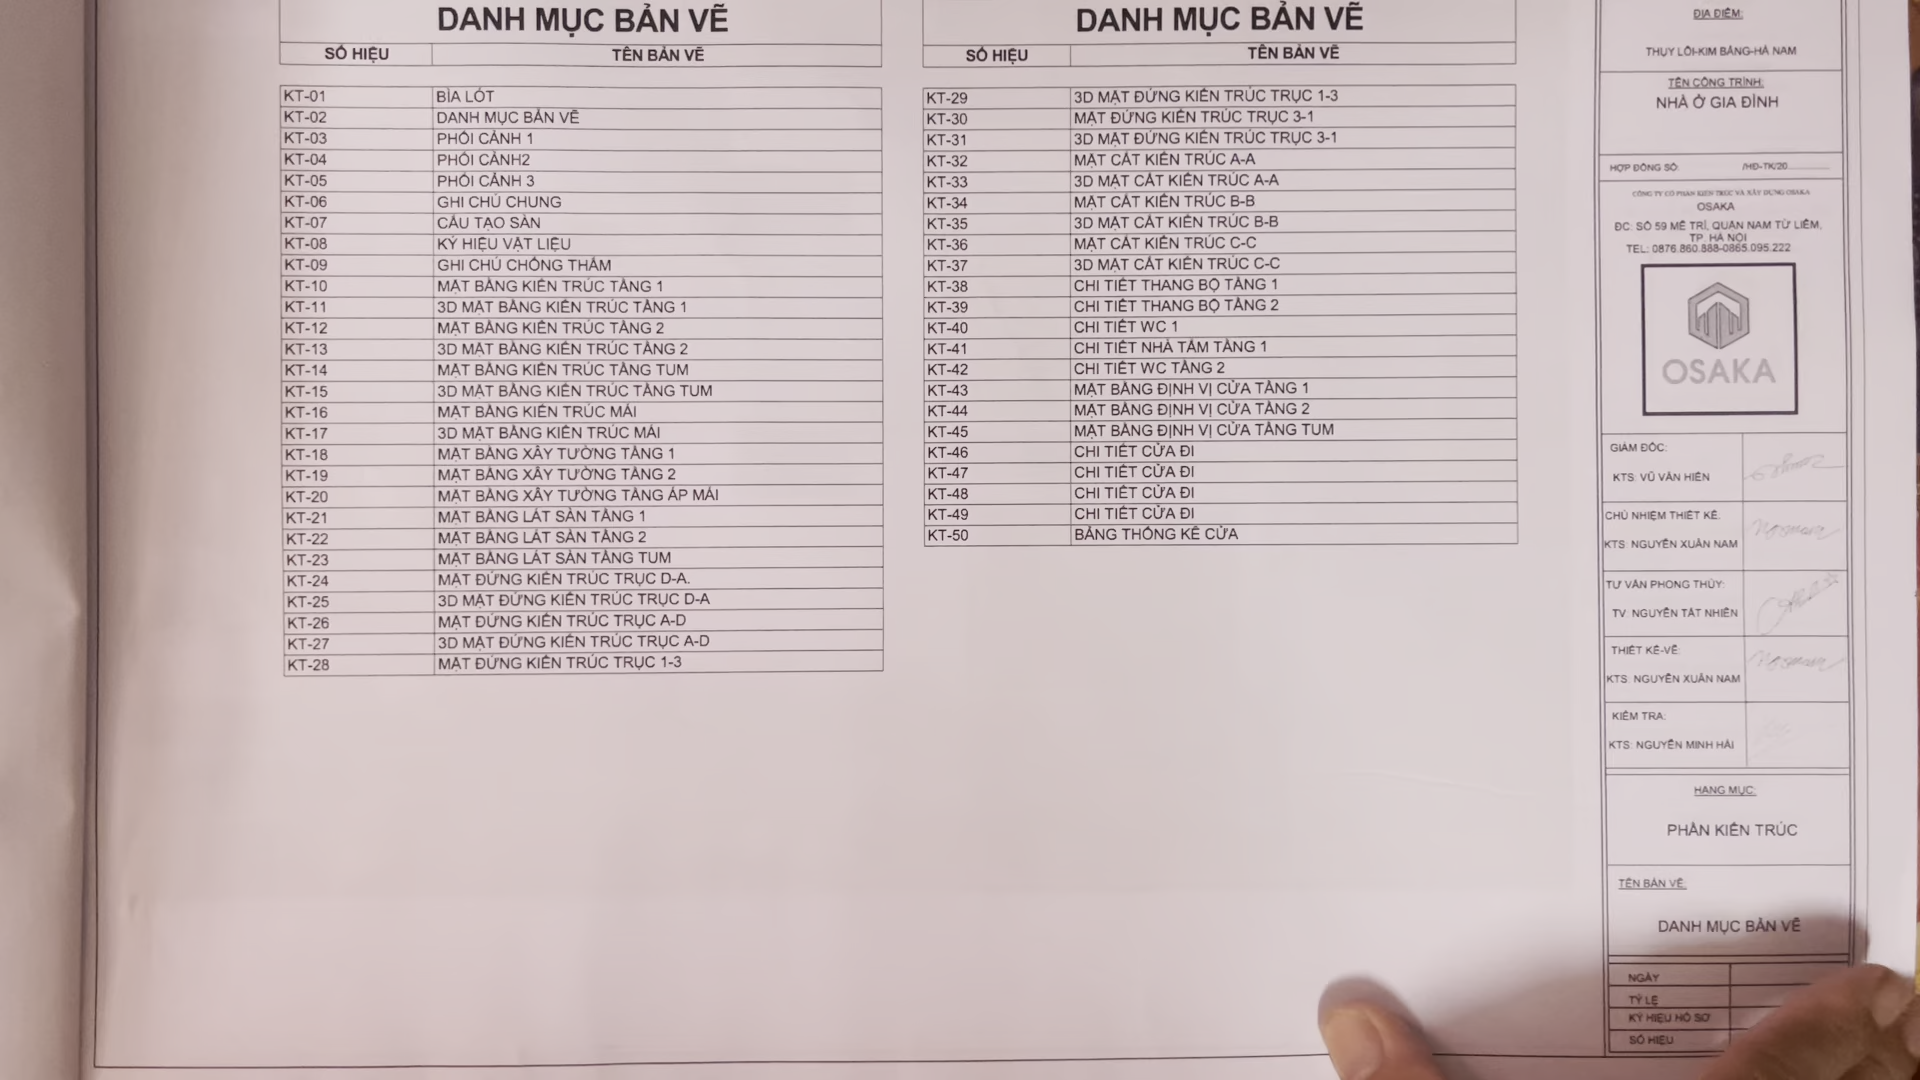 DANH MỤC BẢN VẼ
SỐ HIỆU TÊN BẢN VẼ
KT-01 BÌA LÓT
KT-02 DANH MỤC BẢN VẼ
KT-03 PHỐI CẢNH 1
KT-04 PHỐI CẢNH2
KT-05 PHỐI CẢNH 3
KT-06 GHI CHÚ CHUNG
KT-07 CẤU TẠO SÀN
KT-08 KÝ HIỆU VẬT LIỆU
KT-09 GHI CHÚ CHỐNG THẤM
KT-10 MẶT BẰNG KIẾN TRÚC TẦNG 1
KT-11 3D MẶT BẰNG KIẾN TRÚC TẦNG 1
KT-12 MẶT BẰNG KIẾN TRÚC TẦNG 2
KT-13 3D MẶT BẰNG KIẾN TRÚC TẦNG 2
KT-14 MẶT BẰNG KIẾN TRÚC TẦNG TUM
KT-15 3D MẶT BẰNG KIẾN TRÚC TẦNG TUM
KT-16 MẶT BẰNG KIẾN TRÚC MÁI
KT-17 3D MẶT BẰNG KIẾN TRÚC MÁI
KT-18 MẶT BẰNG XÂY TƯỜNG TẦNG 1
KT-19 MẶT BẰNG XÂY TƯỜNG TẦNG 2
KT-20 MẶT BẰNG XÂY TƯỜNG TẦNG ÁP MÁI
KT-21 MẶT BẰNG LÁT SÀN TẦNG 1
KT-22 MẶT BẰNG LÁT SÀN TẦNG 2
KT-23 MẶT BẰNG LÁT SÀN TẦNG TUM
KT-24 MẶT ĐỨNG KIẾN TRÚC TRỤC D-A.
KT-25 3D MẶT ĐỨNG KIẾN TRÚC TRỤC D-A
KT-26 MẶT ĐỨNG KIẾN TRÚC TRỤC A-D
KT-27 3D MẶT ĐỨNG KIẾN TRÚC TRỤC A-D
KT-28 MẶT ĐỨNG KIẾN TRÚC TRỤC 1-3
DANH MỤC BẢN VẼ
SỐ HIỆU TÊN BẢN VẼ
KT-29 3D MẶT ĐỨNG KIẾN TRÚC TRỤC 1-3
KT-30 MẶT ĐỨNG KIẾN TRÚC TRỤC 3-1
KT-31 3D MẶT ĐỨNG KIẾN TRÚC TRỤC 3-1
KT-32 MẶT CẮT KIẾN TRÚC A-A
KT-33 3D MẶT CẮT KIẾN TRÚC A-A
KT-34 MẶT CẮT KIẾN TRÚC B-B
KT-35 3D MẶT CẮT KIẾN TRÚC B-B
KT-36 MẶT CẮT KIẾN TRÚC C-C
KT-37 3D MẶT CẮT KIẾN TRÚC C-C
KT-38 CHI TIẾT THANG BỘ TẦNG 1
KT-39 CHI TIẾT THANG BỘ TẦNG 2
KT-40 CHI TIẾT WC 1
KT-41 CHI TIẾT NHÀ TẮM TẦNG 1
KT-42 CHI TIẾT WC TẦNG 2
KT-43 MẶT BẰNG ĐỊNH VỊ CỬA TẦNG 1
KT-44 MẶT BẰNG ĐỊNH VỊ CỬA TẦNG 2
KT-45 MẶT BẰNG ĐỊNH VỊ CỬA TẦNG TUM
KT-46 CHI TIẾT CỬA ĐI
KT-47 CHI TIẾT CỬA ĐI
KT-48 CHI TIẾT CỬA ĐI
KT-49 CHI TIẾT CỬA ĐI
KT-50 BẢNG THỐNG KÊ CỬA
ĐỊA ĐIỂM:
THỤY LÔI-KIM BẢNG-HÀ NAM
TÊN CÔNG TRÌNH:
NHÀ Ở GIA ĐÌNH
HỢP ĐỒNG SỐ: /HĐ-TK/20
CÔNG TY CỔ PHẦN KIẾN TRÚC VÀ XÂY DỰNG OSAKA
OSAKA
ĐC: SỐ 59 MỄ TRÌ, QUẬN NAM TỪ LIÊM,
TP. HÀ NỘI
TEL: 0876.860.888-0865.095.222
OSAKA
GIÁM ĐỐC:
KTS: VŨ VĂN HIỂN
CHỦ NHIỆM THIẾT KẾ:
KTS: NGUYỄN XUÂN NAM
TƯ VẤN PHONG THỦY:
TV: NGUYỄN TẤT NHIÊN
THIẾT KẾ-VẼ:
KTS: NGUYỄN XUÂN NAM
KIỂM TRA:
KTS: NGUYỄN MINH HẢI
HẠNG MỤC:
PHẦN KIẾN TRÚC
TÊN BẢN VẼ:
DANH MỤC BẢN VẼ
NGÀY
TỶ LỆ
KÝ HIỆU HỒ SƠ
SỐ HIỆU